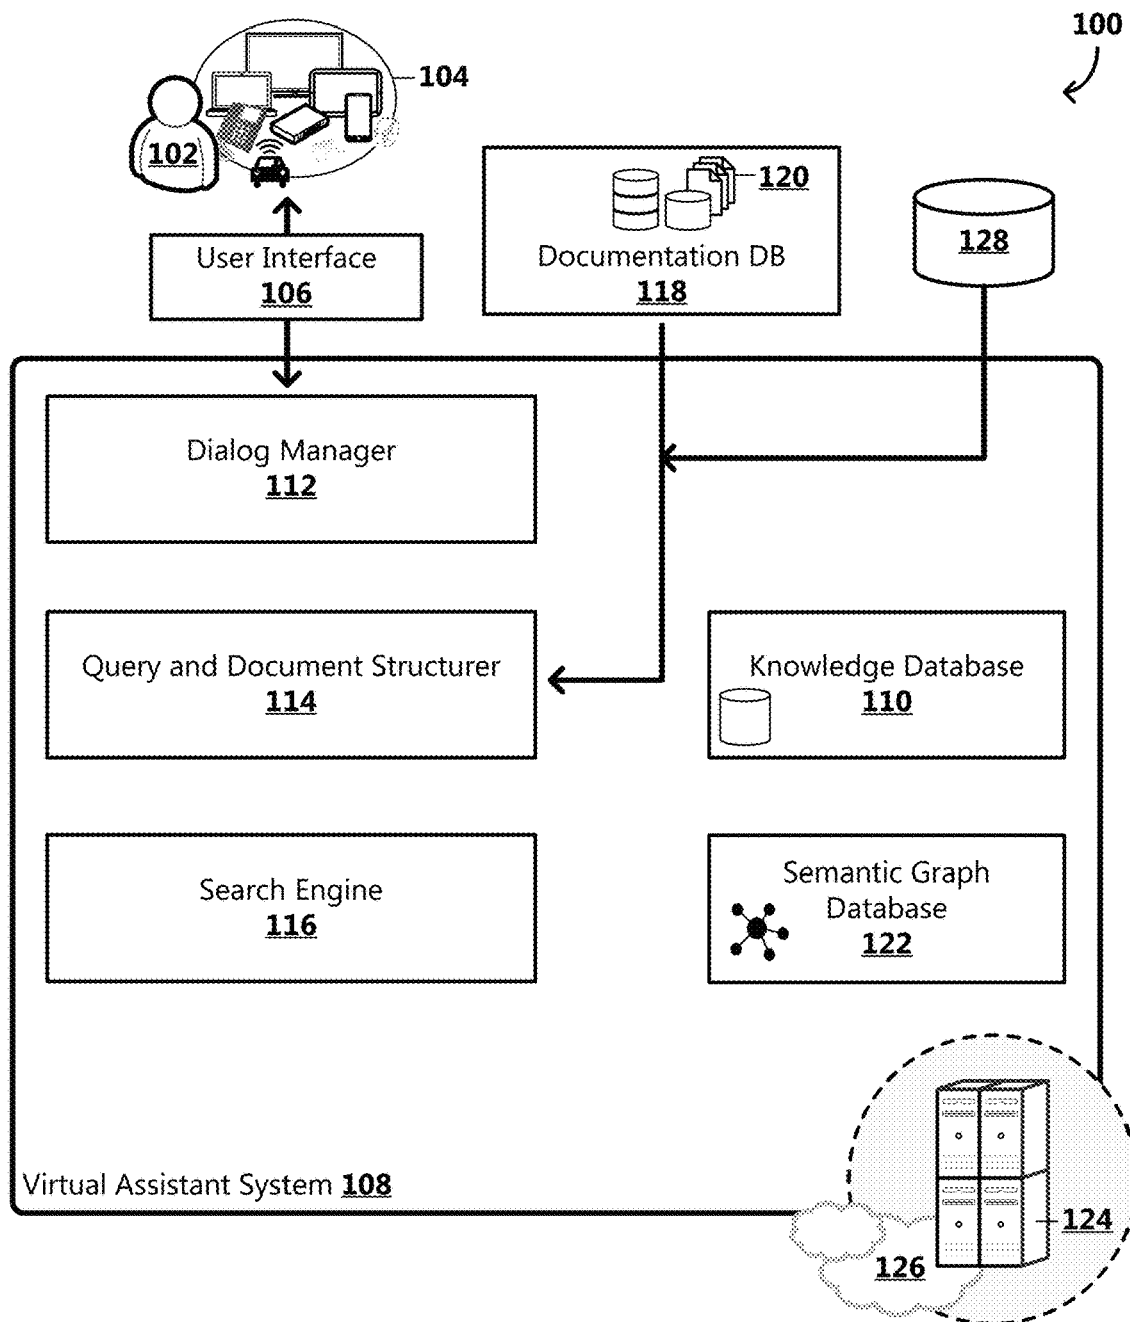 100
104
102
120
User Interface
106
Documentation DB
118
128
Dialog Manager
112
Query and Document Structurer
114
Knowledge Database
110
Search Engine
116
Semantic Graph
Database
122
Virtual Assistant System 108
124
126